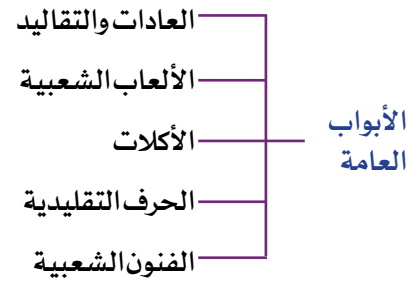 الأبواب
العامة
العادات والتقاليد
الألعاب الشعبية
الأكلات
الحرف التقليدية
الفنون الشعبية